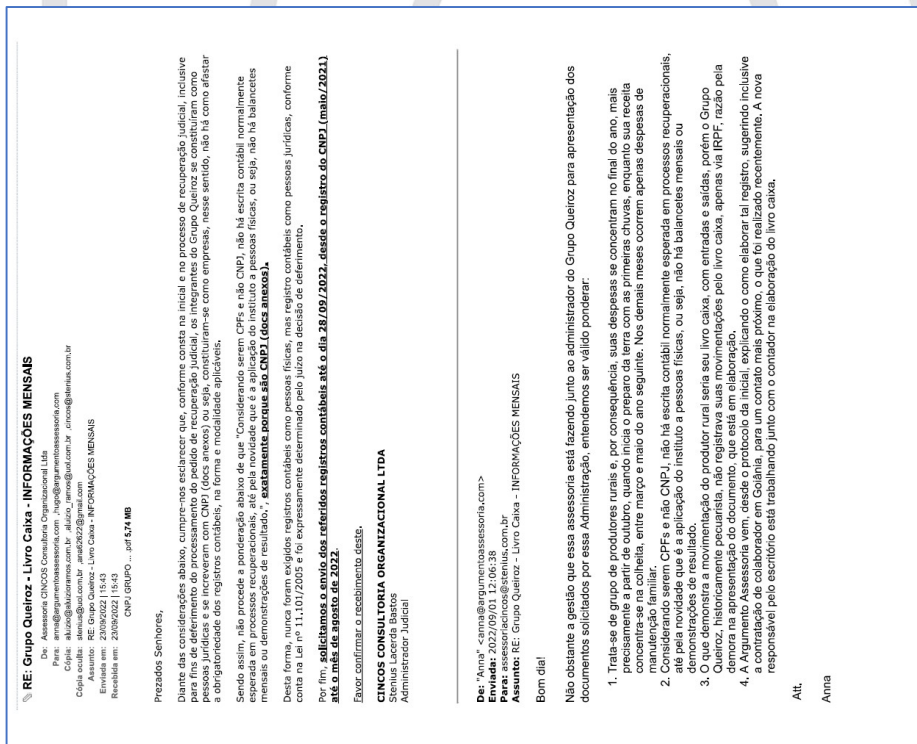 RE: Grupo Queiroz - Livro Caixa - INFORMAÇÕES MENSAIS
De: Assessoria CINCOS Consultoria Organizacional Ltda
Para: anna@argumentoassessoria.com ,hugo@argumentoassessoria.com
Cópia: aluizio@aluizioramos.com.br ,aluizio_ramos@uol.com.br ,cincos@stenius.com.br
Cópia oculta: stenius@uol.com.br ,anas2622@gmail.com
Assunto: RE: Grupo Queiroz - Livro Caixa - INFORMAÇÕES MENSAIS
Enviada em: 23/09/2022 | 15:43
Recebida em: 23/09/2022 | 15:43
CNPJ GRUPO ... .pdf 5,74 MB
Prezados Senhores,
Diante das considerações abaixo, cumpre-nos esclarecer que, conforme consta na inicial e no processo de recuperação judicial, inclusive
para fins de deferimento do processamento do pedido de recuperação judicial, os integrantes do Grupo Queiroz se constituíram como
pessoas jurídicas e se inscreveram com CNPJ (docs anexos) ou seja, constituíram-se como empresas, nesse sentido, não há como afastar
a obrigatoriedade dos registros contábeis, na forma e modalidade aplicáveis.
Sendo assim, não procede a ponderação abaixo de que "Considerando serem CPFs e não CNPJ, não há escrita contábil normalmente
esperada em processos recuperacionais, até pela novidade que é a aplicação do instituto a pessoas físicas, ou seja, não há balancetes
mensais ou demonstrações de resultado.", exatamente porque são CNPJ (docs anexos).
Desta forma, nunca foram exigidos registros contábeis como pessoas físicas, mas registro contábeis como pessoas jurídicas, conforme
conta na Lei nº 11.101/2005 e foi expressamente determinado pelo juízo na decisão de deferimento.
Por fim, solicitamos o envio dos referidos registros contábeis até o dia 28/09/2022, desde o registro do CNPJ (maio/2021)
até o mês de agosto de 2022.
Favor confirmar o recebimento deste.
CINCOS CONSULTORIA ORGANIZACIONAL LTDA
Stenius Lacerda Bastos
Administrador Judicial
De: "Anna" <anna@argumentoassessoria.com>
Enviada: 2022/09/01 12:06:38
Para: assessoriacincos@stenius.com.br
Assunto: RE: Grupo Queiroz - Livro Caixa - INFORMAÇÕES MENSAIS
Bom dia!
Não obstante a gestão que essa assessoria está fazendo junto ao administrador do Grupo Queiroz para apresentação dos
documentos solicitados por essa Administração, entendemos ser válido ponderar:
1. Trata-se de grupo de produtores rurais e, por consequência, suas despesas se concentram no final do ano, mais
precisamente a partir de outubro, quando inicia o preparo da terra com as primeiras chuvas, enquanto sua receita
concentra-se na colheita, entre março e maio do ano seguinte. Nos demais meses ocorrem apenas despesas de
manutenção familiar.
2. Considerando serem CPFs e não CNPJ, não há escrita contábil normalmente esperada em processos recuperacionais,
até pela novidade que é a aplicação do instituto a pessoas físicas, ou seja, não há balancetes mensais ou
demonstrações de resultado.
3. O que demonstra a movimentação do produtor rural seria seu livro caixa, com entradas e saídas, porém o Grupo
Queiroz, historicamente pecuarista, não registrava suas movimentações pelo livro caixa, apenas via IRPF, razão pela
demora na apresentação do documento, que está em elaboração.
4. A Argumento Assessoria vem, desde o protocolo da inicial, explicando o como elaborar tal registro, sugerindo inclusive
a contratação de colaborador em Goiânia, para um contato mais próximo, o que foi realizado recentemente. A nova
responsável pelo escritório está trabalhando junto com o contador na elaboração do livro caixa.
Att.
Anna